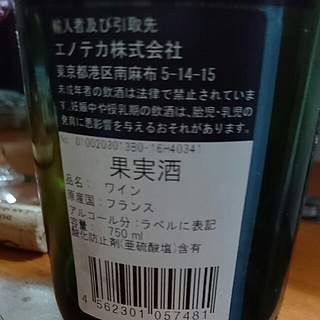 輸入者及び引取先
エノテカ株式会社
東京都港区南麻布 5-14-15
未成年者の飲酒は法律で禁止されていま
す。妊娠中や授乳期の飲酒は、胎児・乳児の
発育に悪影響を与えるおそれがあります。
No. 0100203013B0-16H40341
果実酒
品名： ワイン
原産国：フランス
アルコール分：ラベルに表記
容量： 750 ml
酸化防止剤(亜硫酸塩)含有
4 562301 057481